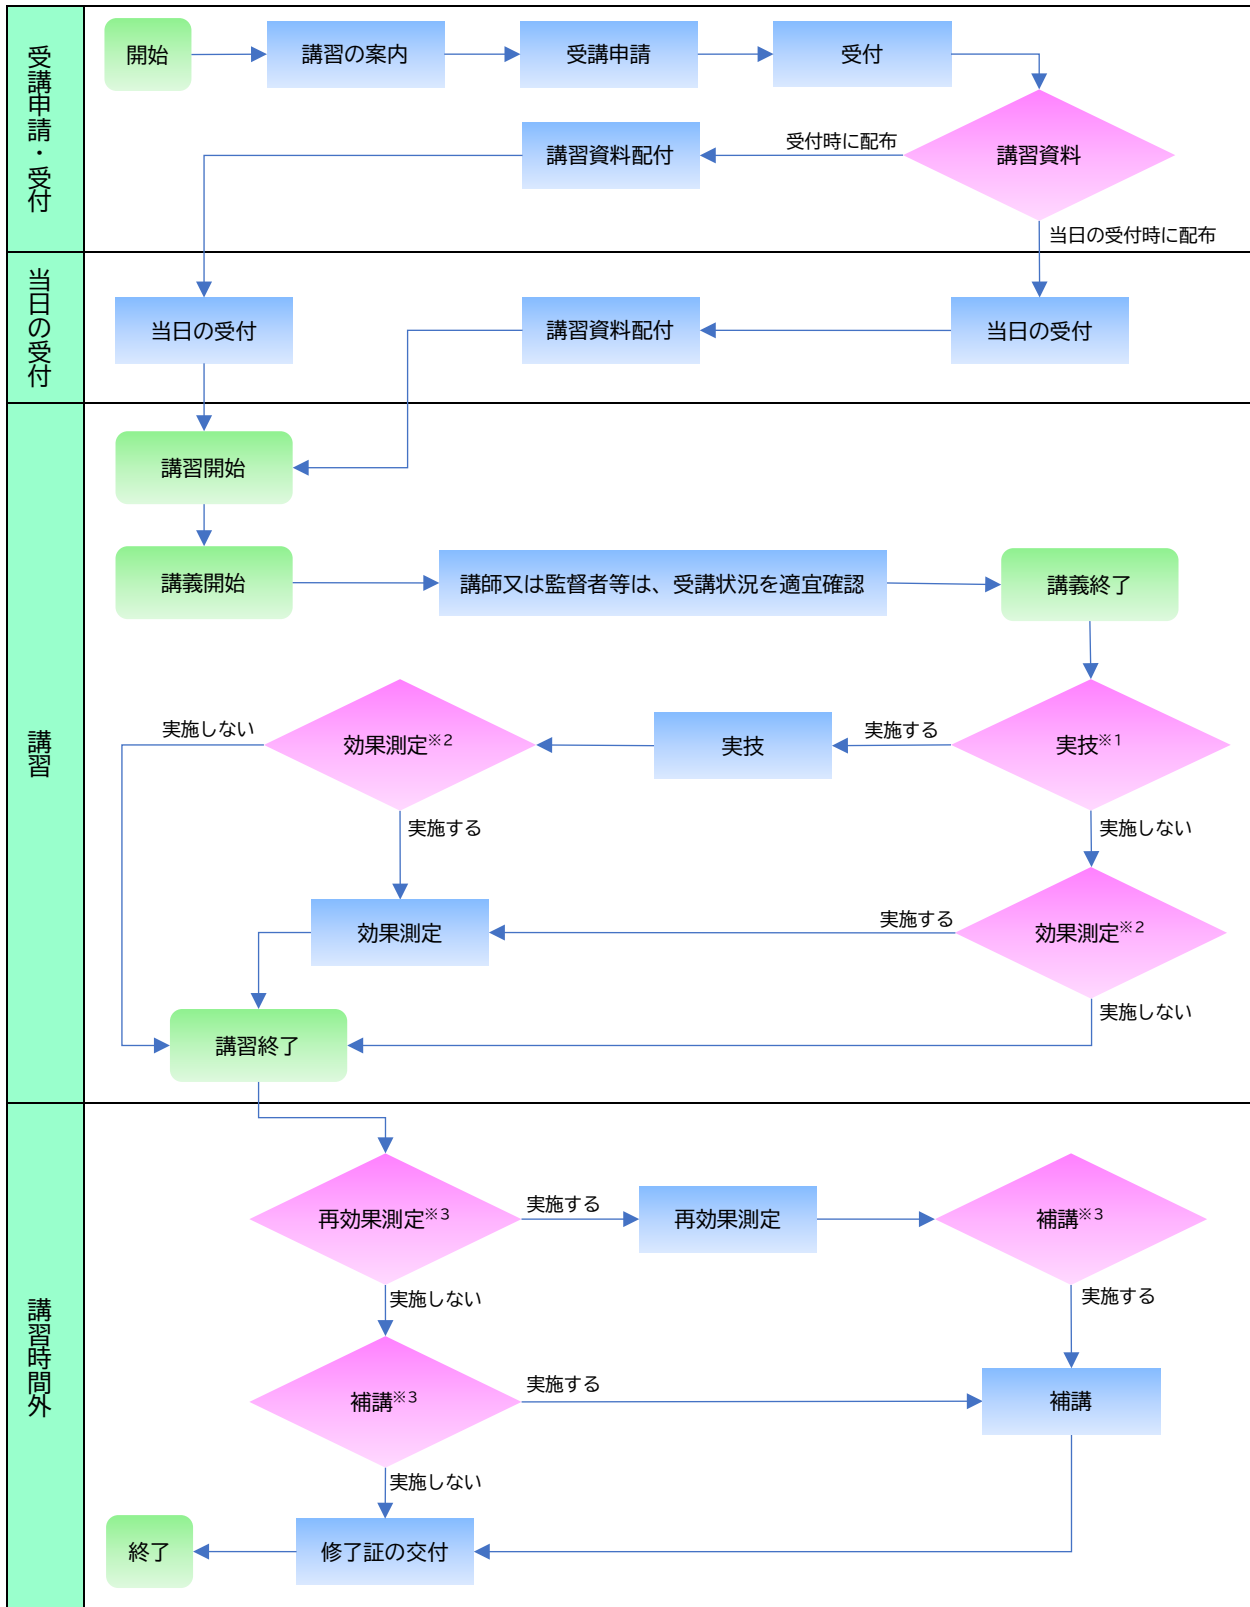 受講申請・受付
開始
講習の案内
受講申請
受付
講習資料
受付時に配布
講習資料配付
当日の受付時に配布
当日の受付
当日の受付
講習資料配付
当日の受付
講習
講習開始
講義開始
講師又は監督者等は、受講状況を適宜確認
講義終了
実技※1
実施する
実技
効果測定※2
実施しない
実施する
実施しない
効果測定
実施する
効果測定※2
実施しない
講習終了
講習時間外
再効果測定※3
実施する
再効果測定
補講※3
実施しない
実施する
補講※3
実施する
補講
実施しない
修了証の交付
終了